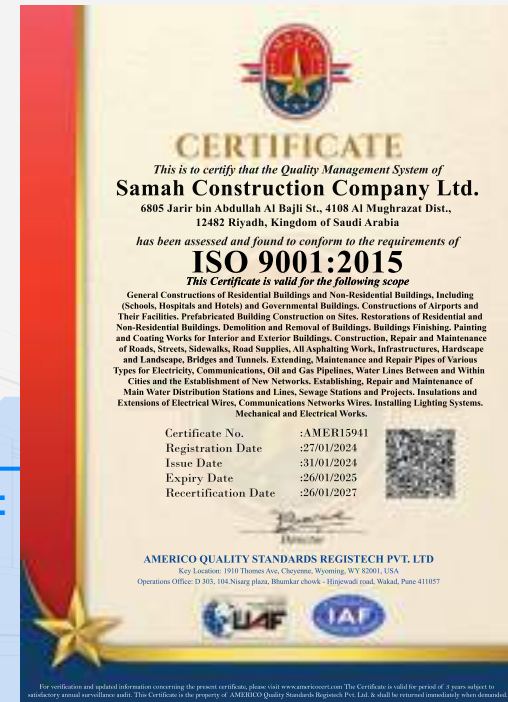 CERTIFICATE
This is to certify that the Quality Management System of
Samah Construction Company Ltd.
6805 Jarir bin Abdullah Al Bajli St., 4108 Al Mughrazat Dist.,
12482 Riyadh, Kingdom of Saudi Arabia
has been assessed and found to conform to the requirements of
ISO 9001:2015
This Certificate is valid for the following scope
General Constructions of Residential Buildings and Non-Residential Buildings, Including
(Schools, Hospitals and Hotels) and Governmental Buildings. Constructions of Airports and
Their Facilities. Prefabricated Building Construction on Sites. Restorations of Residential and
Non-Residential Buildings. Demolition and Removal of Buildings. Buildings Finishing. Painting
and Coating Works for Interior and Exterior Buildings. Construction, Repair and Maintenance
of Roads, Streets, Sidewalks, Road Supplies, All Asphalting Work, Infrastructures, Hardscape
and Landscape, Bridges and Tunnels. Extending, Maintenance and Repair Pipes of Various
Types for Electricity, Communications, Oil and Gas Pipelines, Water Lines Between and Within
Cities and the Establishment of New Networks. Establishing, Repair and Maintenance of
Main Water Distribution Stations and Lines, Sewage Stations and Projects. Insulations and
Extensions of Electrical Wires, Communications Networks Wires. Installing Lighting Systems.
Mechanical and Electrical Works.
Certificate No. :AMER15941
Registration Date :27/01/2024
Issue Date :31/01/2024
Expiry Date :26/01/2025
Recertification Date :26/01/2027
Director
AMERICO QUALITY STANDARDS REGISTECH PVT. LTD
Key Location: 1910 Thomes Ave, Cheyenne, Wyoming, WY 82001, USA
Operations Office: D 303, 104.Nisarg plaza, Bhumkar chowk - Hinjewadi road, Wakad, Pune 411057
UAF
IAF
For verification and updated information concerning the present certificate, please visit www.americocert.com The Certificate is valid for period of 3 years subject to
satisfactory annual surveillance audit. This Certificate is the property of AMERICO Quality Standards Registech Pvt. Ltd. & shall be returned immediately when demanded.